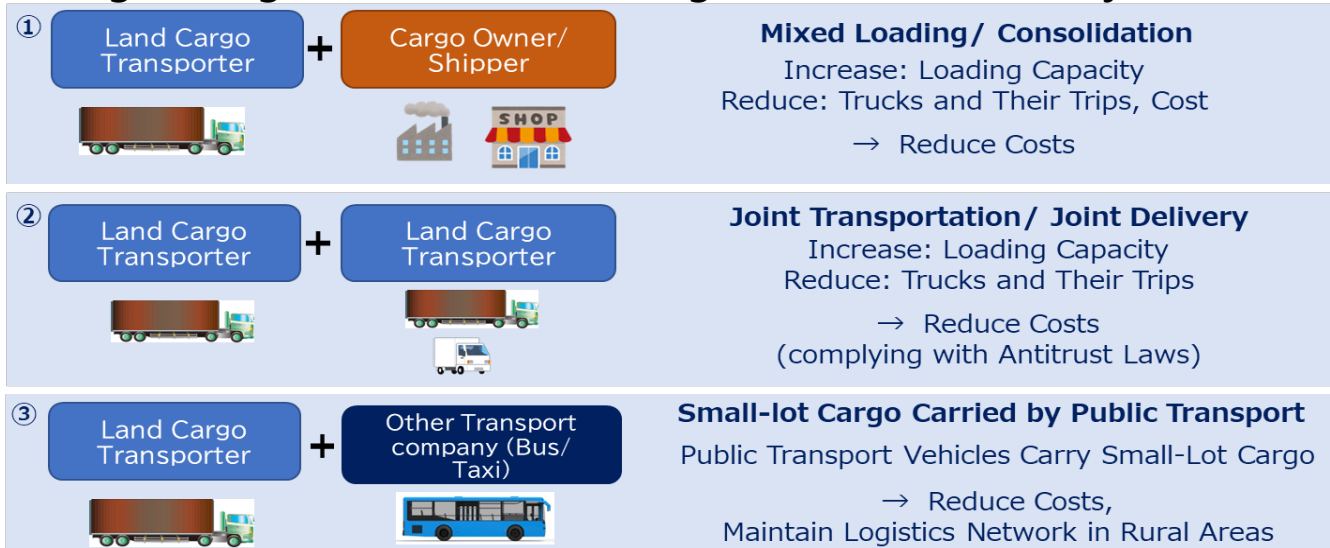 ①
Land Cargo
Transporter
+
Cargo Owner/
Shipper
SHOP
Mixed Loading/ Consolidation
Increase: Loading Capacity
Reduce: Trucks and Their Trips, Cost
→ Reduce Costs
②
Land Cargo
Transporter
+
Land Cargo
Transporter
Joint Transportation/ Joint Delivery
Increase: Loading Capacity
Reduce: Trucks and Their Trips
→ Reduce Costs
(complying with Antitrust Laws)
③
Land Cargo
Transporter
+
Other Transport
company (Bus/
Taxi)
Small-lot Cargo Carried by Public Transport
Public Transport Vehicles Carry Small-Lot Cargo
→ Reduce Costs,
Maintain Logistics Network in Rural Areas